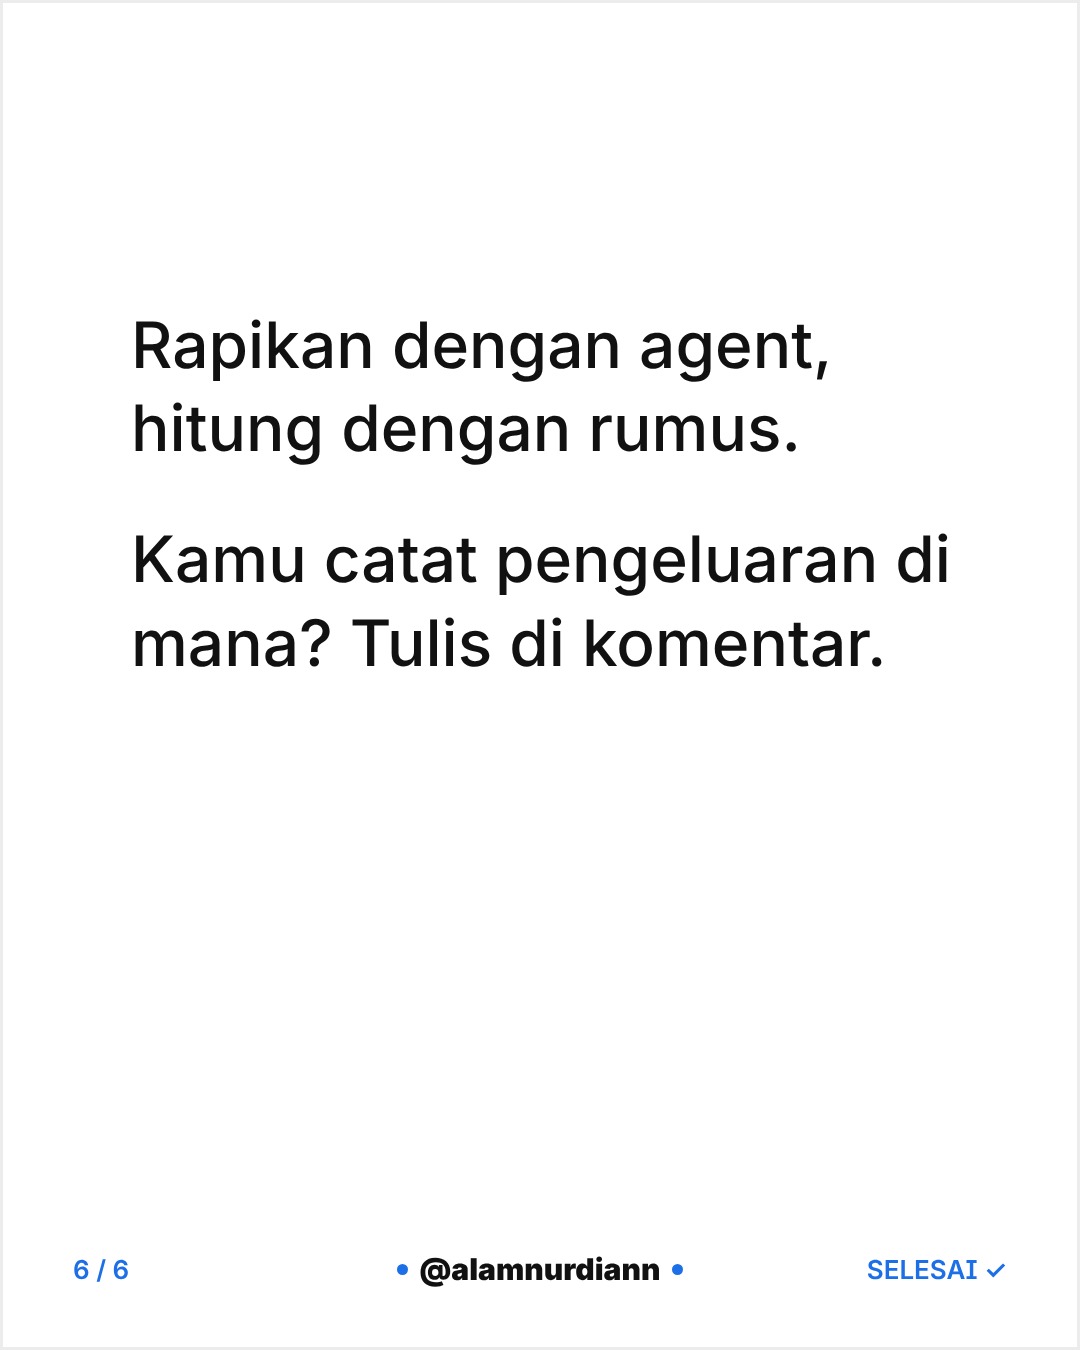 Rapikan dengan agent,
hitung dengan rumus.
Kamu catat pengeluaran di
mana? Tulis di komentar.
6 / 6
• @alamnurdiann •
SELESAI ✓